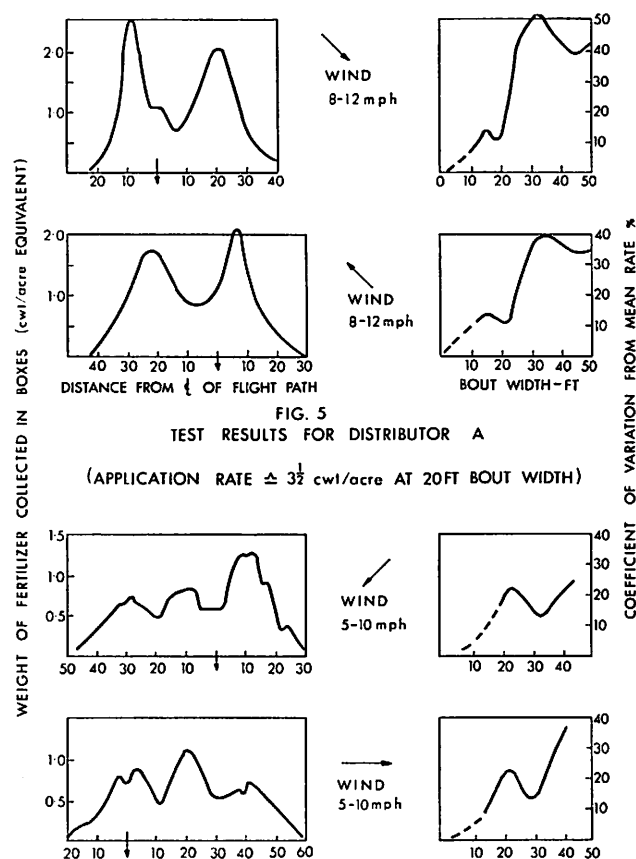 WEIGHT OF FERTILIZER COLLECTED IN BOXES (cwt/acre EQUIVALENT)
COEFFICIENT OF VARIATION FROM MEAN RATE %
2·0
1·0
20 10 10 20 30 40
WIND
8-12 mph
50
40
30
20
10
0 10 20 30 40 50
2·0
1·0
40 30 20 10 10 20 30
DISTANCE FROM ℄ OF FLIGHT PATH
WIND
8-12mph
40
30
20
10
10 20 30 40 50
BOUT WIDTH-FT
FIG. 5
TEST RESULTS FOR DISTRIBUTOR A
(APPLICATION RATE ≏ 3½ cwt/acre AT 20FT BOUT WIDTH)
1·5
1·0
0·5
50 40 30 20 10 10 20 30
WIND
5-10 mph
40
30
20
10
10 20 30 40
1·0
0·5
20 10 10 20 30 40 50 60
WIND
5-10mph
40
30
20
10
10 20 30 40 50